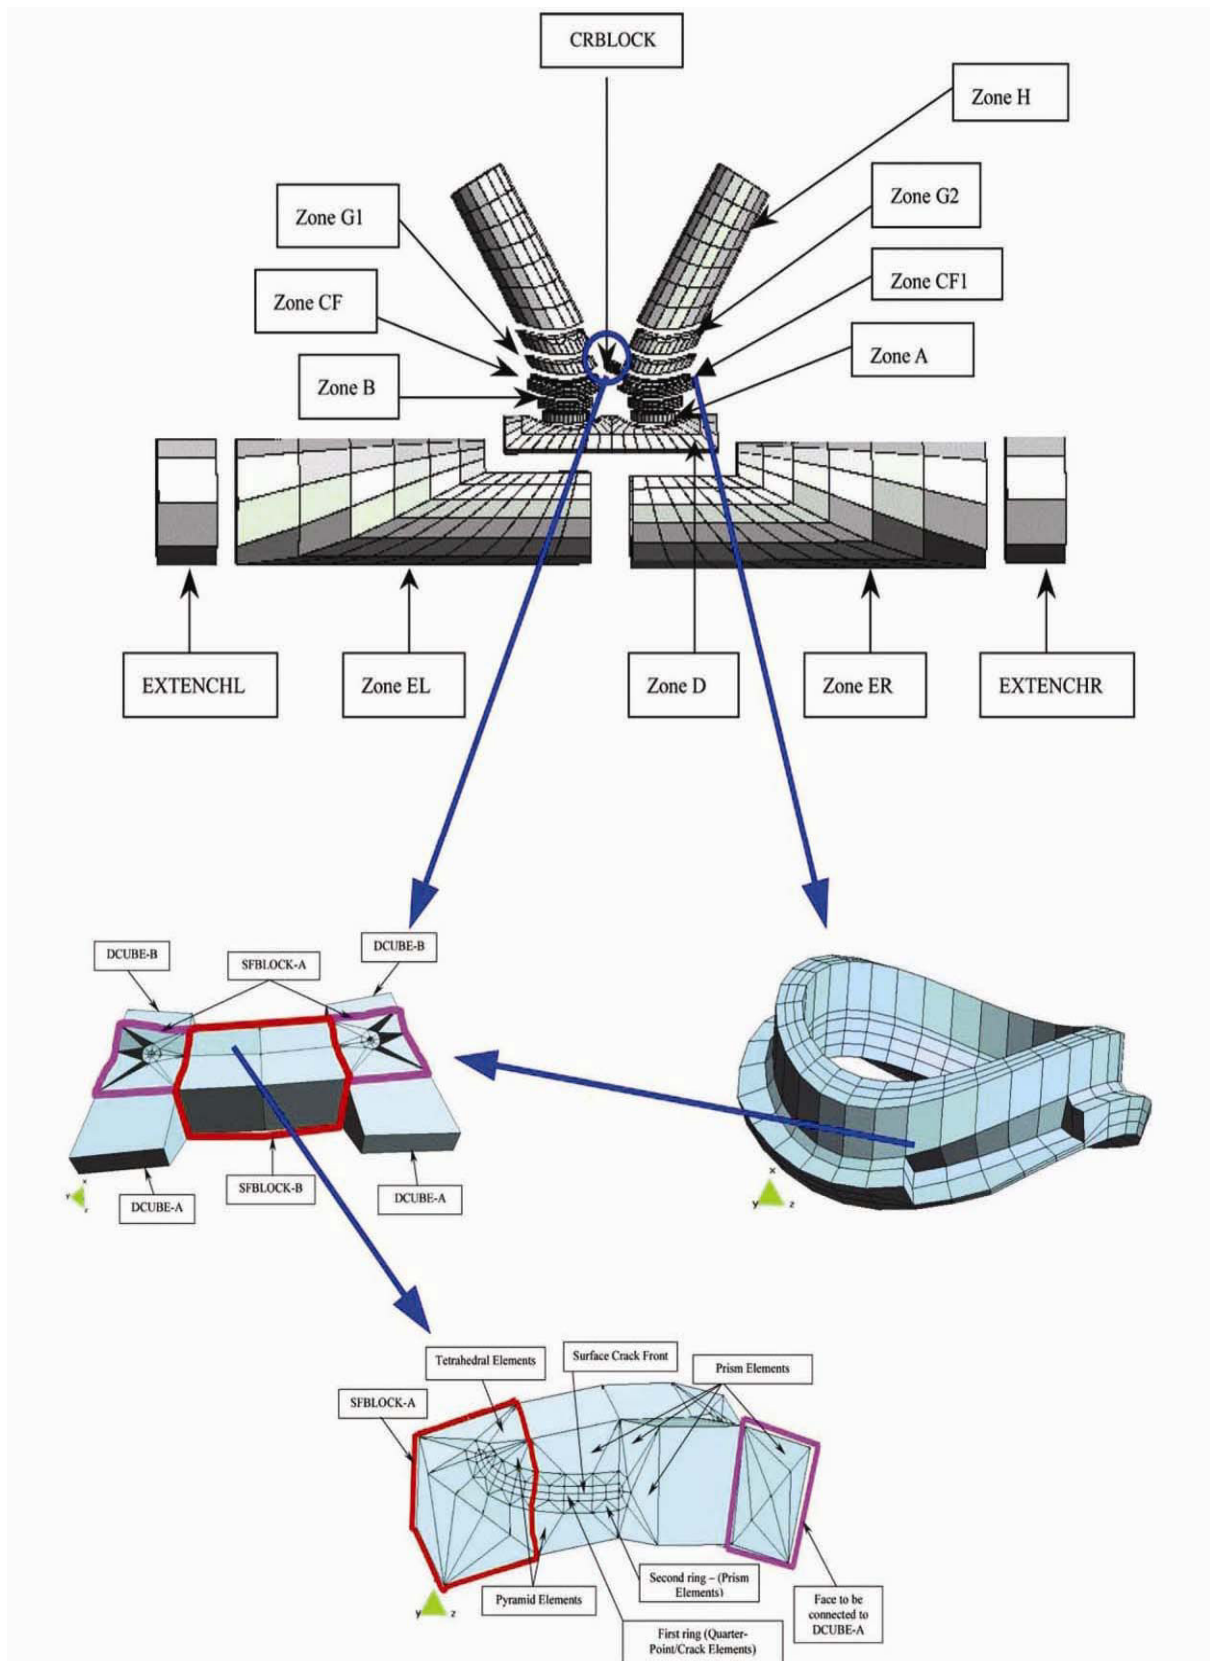 CRBLOCK
Zone H
Zone G1
Zone G2
Zone CF
Zone CF1
Zone B
Zone A
EXTENCHL
Zone EL
Zone D
Zone ER
EXTENCHR
DCUBE-B
SFBLOCK-A
DCUBE-B
DCUBE-A
SFBLOCK-B
DCUBE-A
Y
X
Z
X
Y
Z
Tetrahedral Elements
Surface Crack Front
Prism Elements
SFBLOCK-A
Pyramid Elements
Second ring – (Prism
Elements)
First ring (Quarter-
Point/Crack Elements)
Face to be
connected to
DCUBE-A
y
z